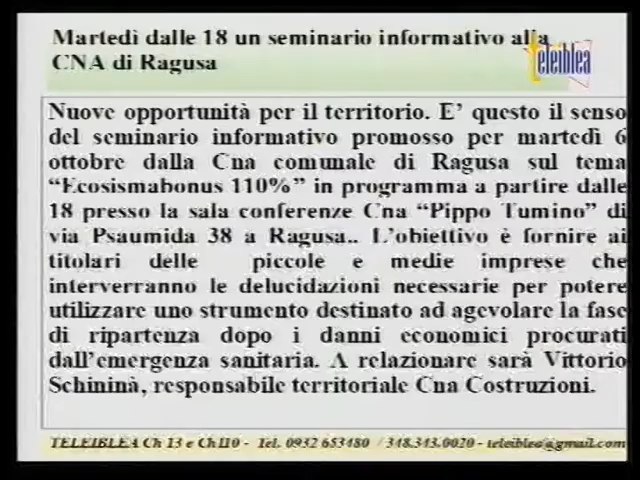 Martedì dalle 18 un seminario informativo alla
CNA di Ragusa
teleiblea
Nuove opportunità per il territorio. E' questo il senso
del seminario informativo promosso per martedì 6
ottobre dalla Cna comunale di Ragusa sul tema
“Ecosismabonus 110%” in programma a partire dalle
18 presso la sala conferenze Cna “Pippo Tumino” di
via Psaumida 38 a Ragusa.. L'obiettivo è fornire ai
titolari delle piccole e medie imprese che
interverranno le delucidazioni necessarie per potere
utilizzare uno strumento destinato ad agevolare la fase
di ripartenza dopo i danni economici procurati
dall'emergenza sanitaria. A relazionare sarà Vittorio
Schininà, responsabile territoriale Cna Costruzioni.
TELEIBLEA Ch 13 e Ch110 - Tel. 0932 653480 / 348.343.0020 - teleiblea@gmail.com